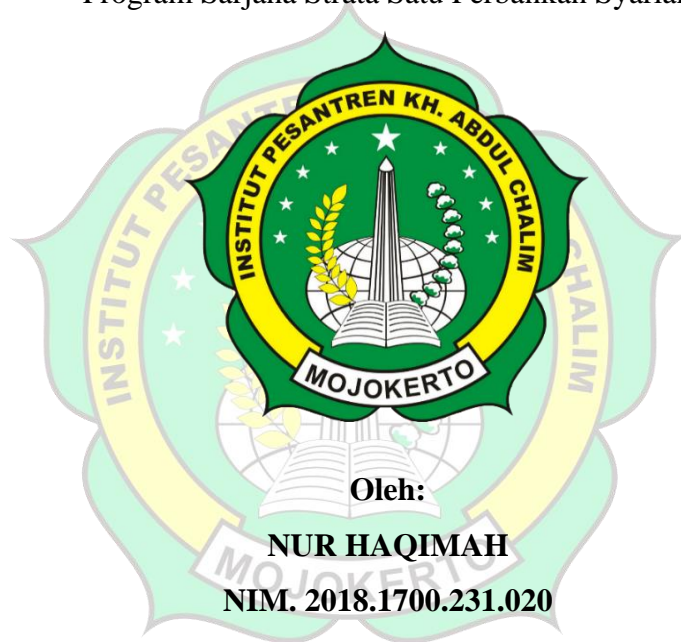 Program Sarjana Strata Satu Perbankan Syariah
INSTITUT PESANTREN KH. ABDUL CHALIM
MOJOKERTO
Oleh:
NUR HAQIMAH
NIM. 2018.1700.231.020